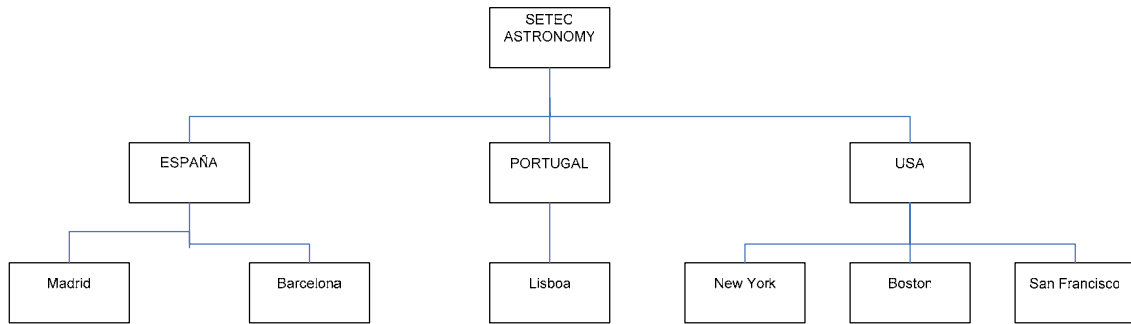 SETEC
ASTRONOMY
ESPAÑA
PORTUGAL
USA
Madrid
Barcelona
Lisboa
New York
Boston
San Francisco